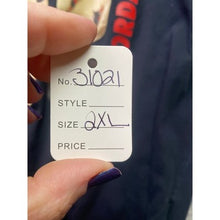 No. 31021
STYLE
SIZE 2XL
PRICE